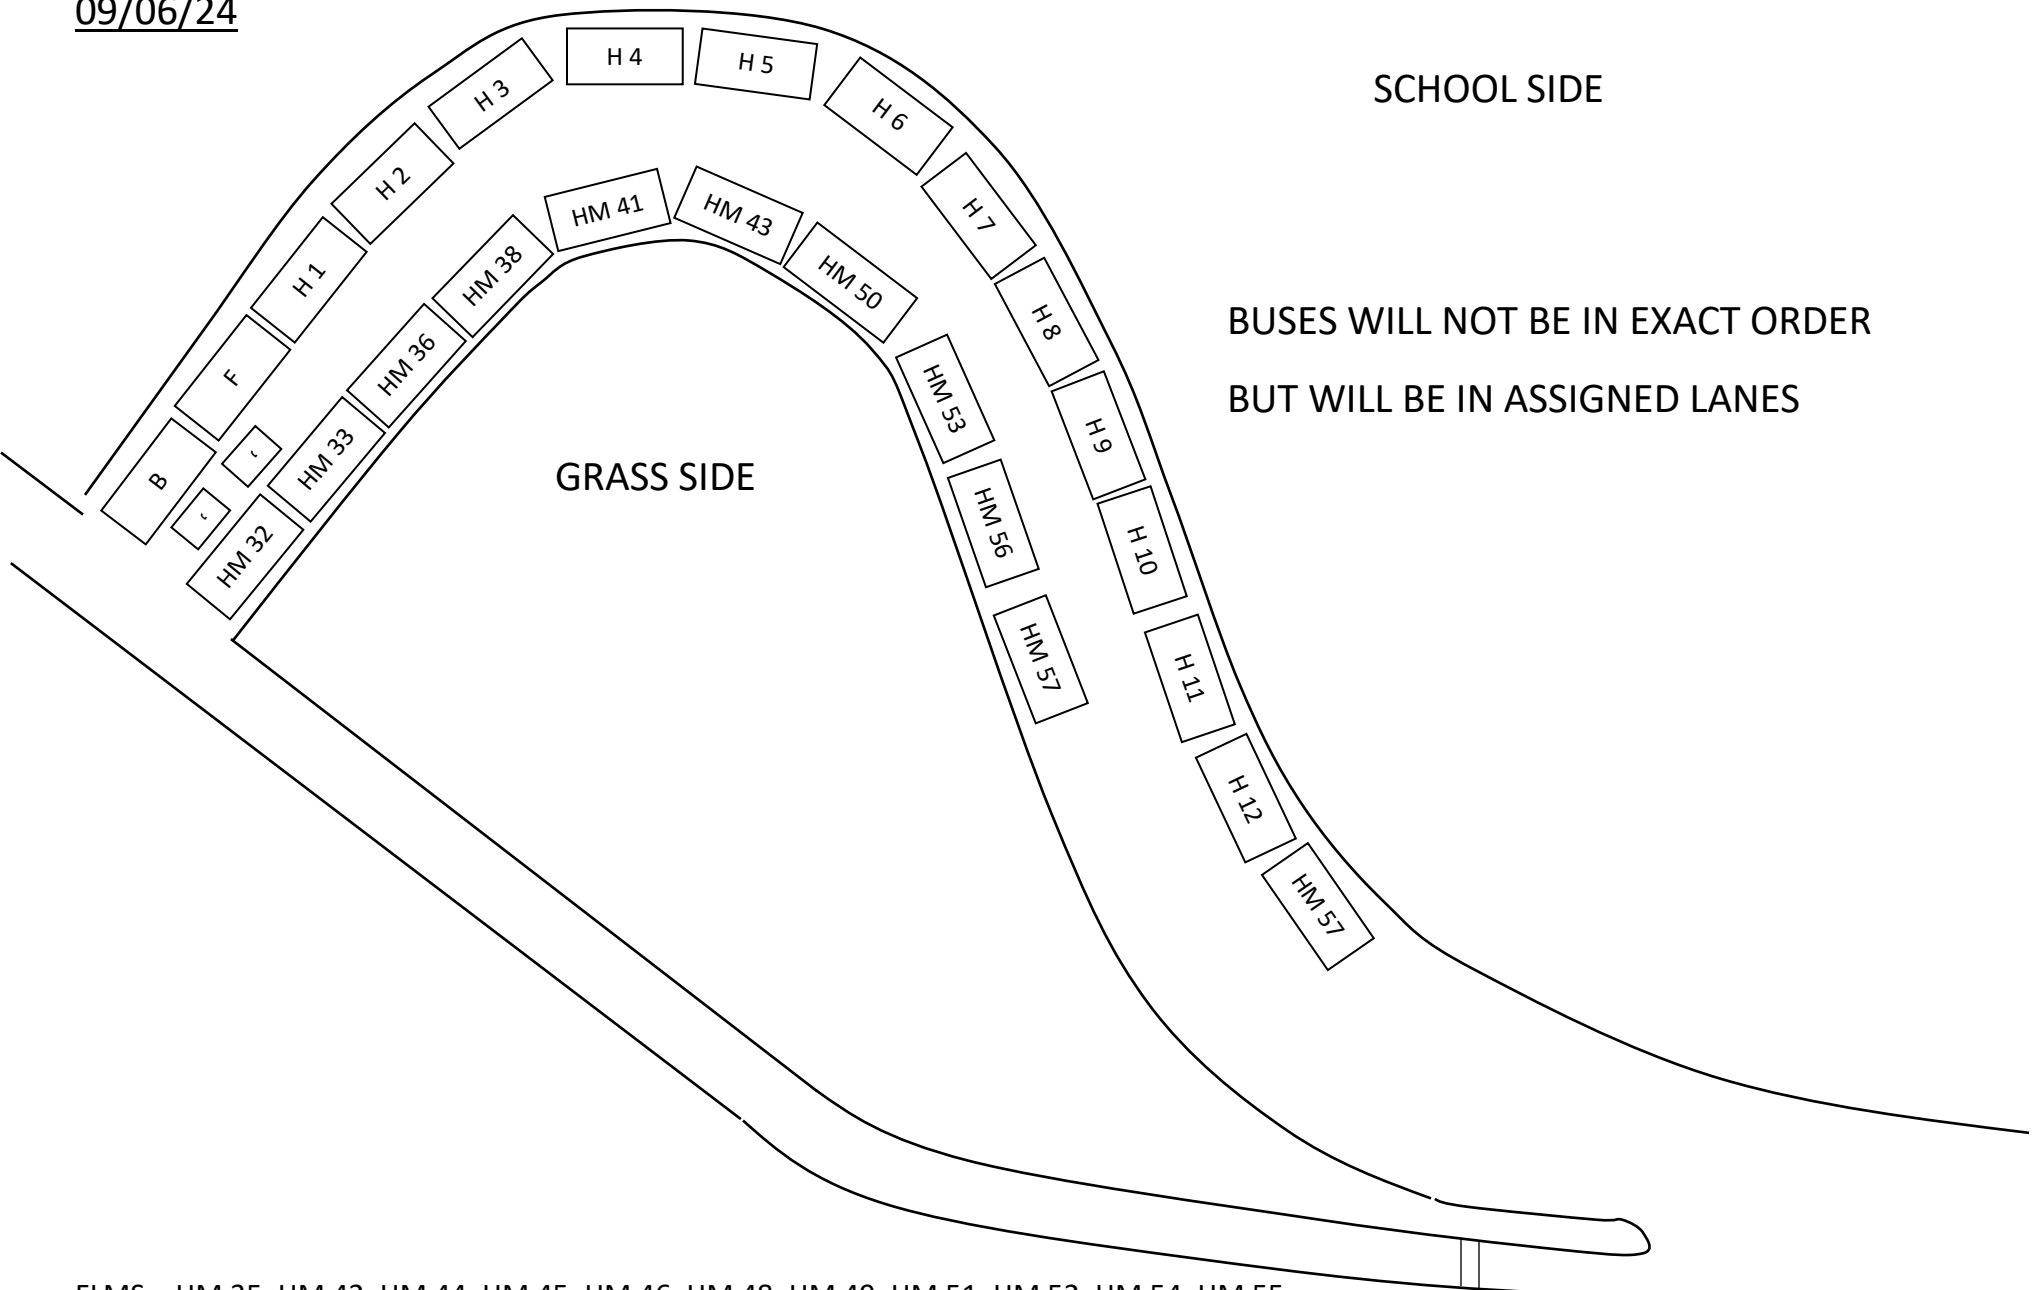 09/06/24
SCHOOL SIDE
BUSES WILL NOT BE IN EXACT ORDER
BUT WILL BE IN ASSIGNED LANES
GRASS SIDE
B
F
H 1
H 2
H 3
H 4
H 5
H 6
H 7
H 8
H 9
H 10
H 11
H 12
HM 57
HM 32
HM 33
HM 36
HM 38
HM 41
HM 43
HM 50
HM 53
HM 56
HM 57